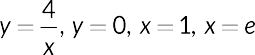 y = 4/x, y = 0, x = 1, x = e